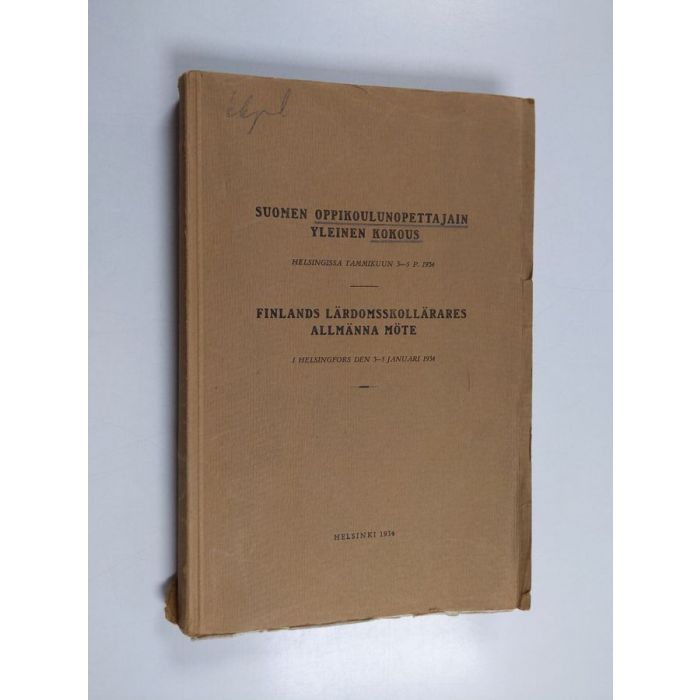 SUOMEN OPPIKOULUNOPETTAJAIN
YLEINEN KOKOUS
HELSINGISSÄ TAMMIKUUN 3—5 P. 1934
FINLANDS LÄRDOMSSKOLLÄRARES
ALLMÄNNA MÖTE
I HELSINGFORS DEN 3—5 JANUARI 1934
HELSINKI 1934